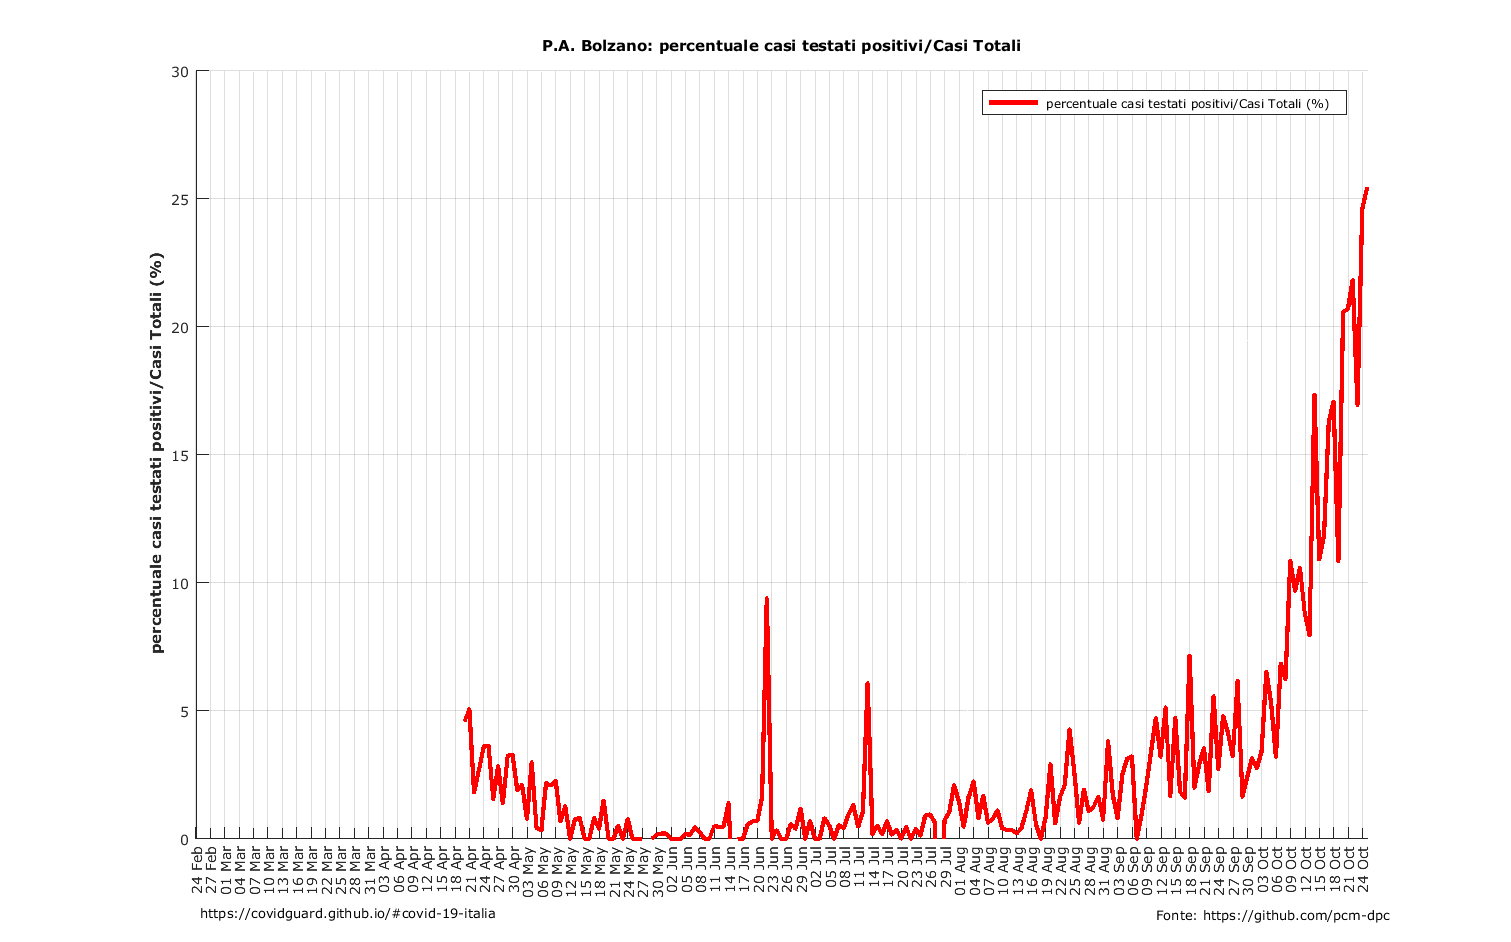 P.A. Bolzano: percentuale casi testati positivi/Casi Totali
percentuale casi testati positivi/Casi Totali (%)
percentuale casi testati positivi/Casi Totali (%)
30
25
20
15
10
5
0
24 Feb
27 Feb
01 Mar
04 Mar
07 Mar
10 Mar
13 Mar
16 Mar
19 Mar
22 Mar
25 Mar
28 Mar
31 Mar
03 Apr
06 Apr
09 Apr
12 Apr
15 Apr
18 Apr
21 Apr
24 Apr
27 Apr
30 Apr
03 May
06 May
09 May
12 May
15 May
18 May
21 May
24 May
27 May
30 May
02 Jun
05 Jun
08 Jun
11 Jun
14 Jun
17 Jun
20 Jun
23 Jun
26 Jun
29 Jun
02 Jul
05 Jul
08 Jul
11 Jul
14 Jul
17 Jul
20 Jul
23 Jul
26 Jul
29 Jul
01 Aug
04 Aug
07 Aug
10 Aug
13 Aug
16 Aug
19 Aug
22 Aug
25 Aug
28 Aug
31 Aug
03 Sep
06 Sep
09 Sep
12 Sep
15 Sep
18 Sep
21 Sep
24 Sep
27 Sep
30 Sep
03 Oct
06 Oct
09 Oct
12 Oct
15 Oct
18 Oct
21 Oct
24 Oct
https://covidguard.github.io/#covid-19-italia
Fonte: https://github.com/pcm-dpc